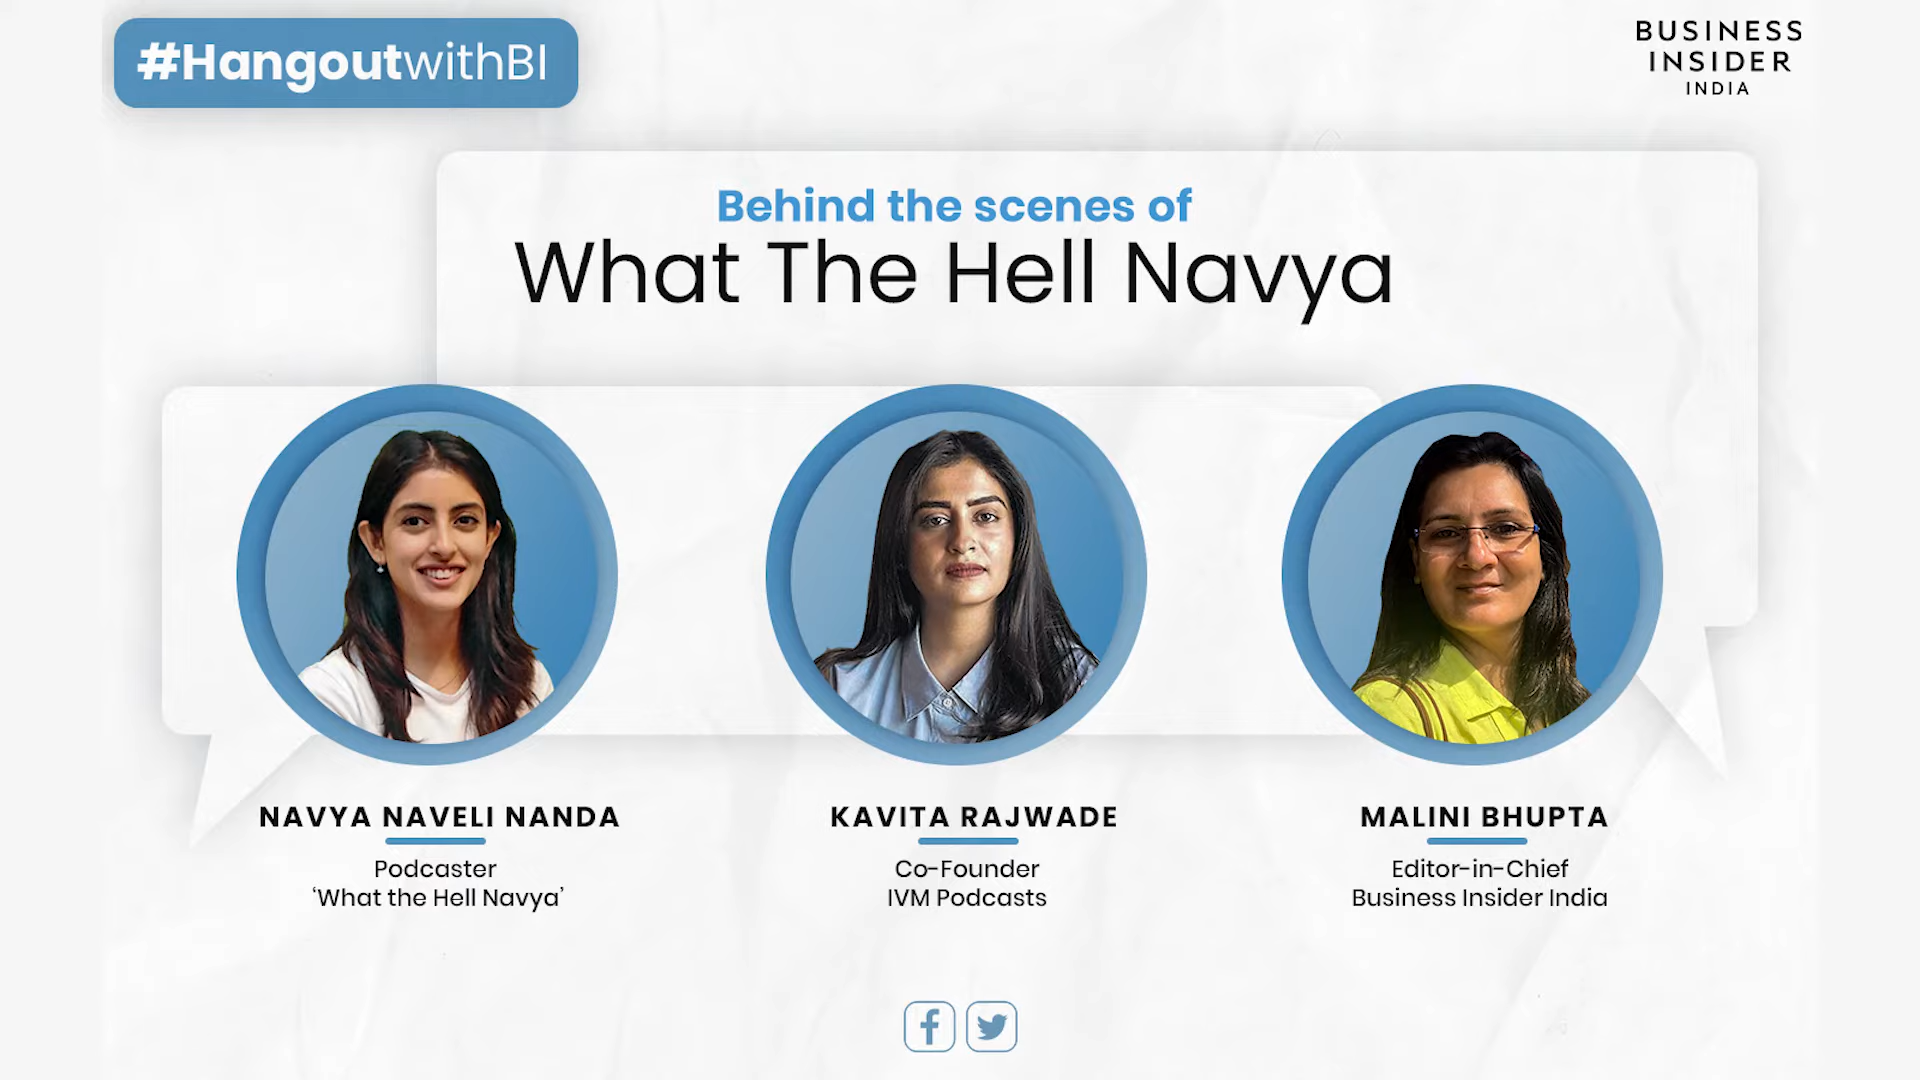 #HangoutwithBI
BUSINESS
INSIDER
INDIA
Behind the scenes of
What The Hell Navya
NAVYA NAVELI NANDA
Podcaster
‘What the Hell Navya’
KAVITA RAJWADE
Co-Founder
IVM Podcasts
MALINI BHUPTA
Editor-in-Chief
Business Insider India